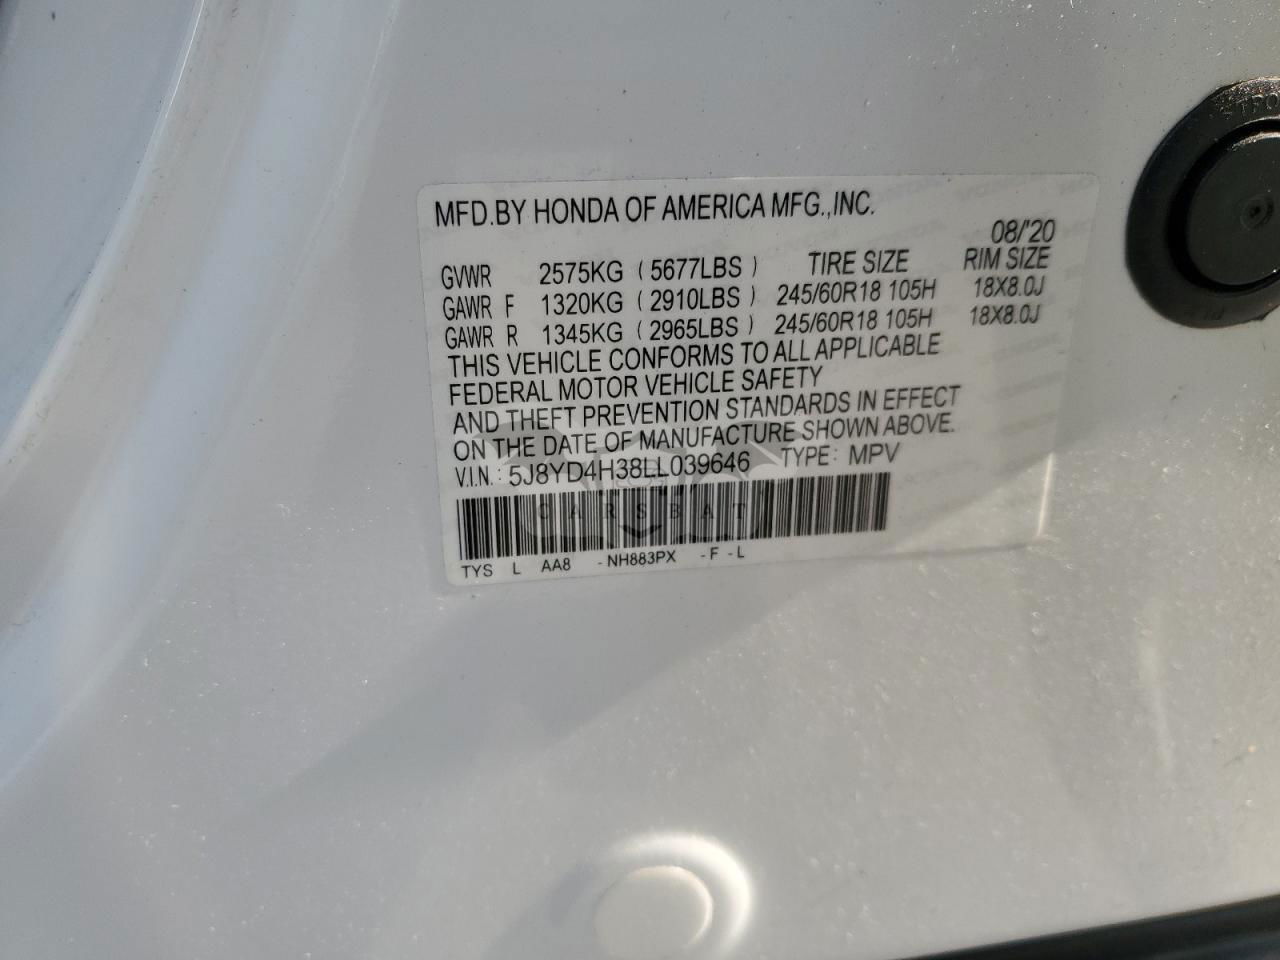 MFD.BY HONDA OF AMERICA MFG.,INC.
08/'20
GVWR 2575KG ( 5677LBS ) TIRE SIZE RIM SIZE
GAWR F 1320KG ( 2910LBS ) 245/60R18 105H 18X8.0J
GAWR R 1345KG ( 2965LBS ) 245/60R18 105H 18X8.0J
THIS VEHICLE CONFORMS TO ALL APPLICABLE
FEDERAL MOTOR VEHICLE SAFETY
AND THEFT PREVENTION STANDARDS IN EFFECT
ON THE DATE OF MANUFACTURE SHOWN ABOVE.
V.I.N. : 5J8YD4H38LL039646 TYPE: MPV
CARSBAT
TYS L AA8 -NH883PX -F -L